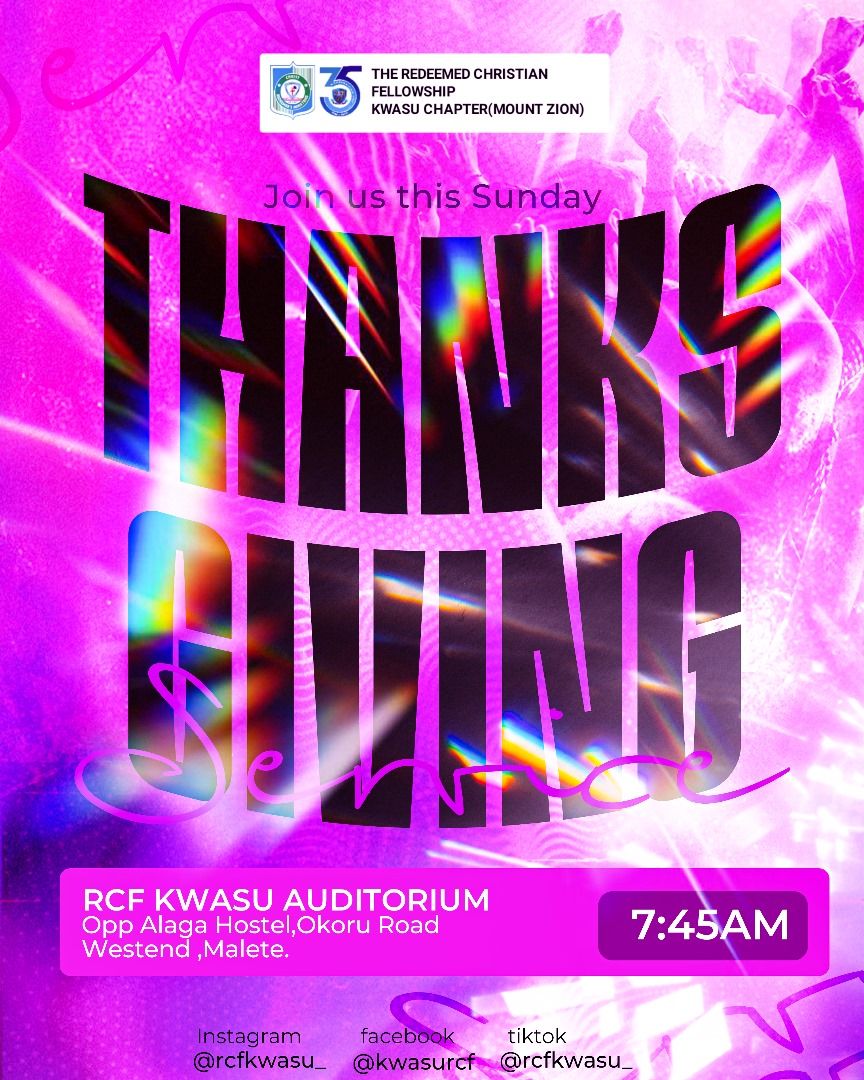 THE REDEEMED CHRISTIAN
FELLOWSHIP
KWASU CHAPTER(MOUNT ZION)
35
Join us this Sunday
THANKS
GIVING
Service
RCF KWASU AUDITORIUM
Opp Alaga Hostel,Okoru Road
Westend ,Malete.
7:45AM
Instagram facebook tiktok
@rcfkwasu_ @kwasurcf @rcfkwasu_